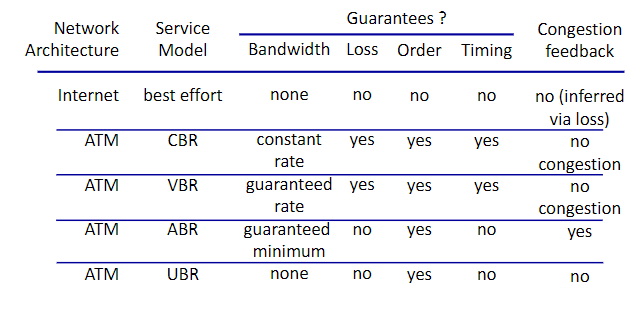 Guarantees ?
Network Architecture Service Model Bandwidth Loss Order Timing Congestion feedback
Internet best effort none no no no no (inferred via loss)
ATM CBR constant rate yes yes yes no congestion
ATM VBR guaranteed rate yes yes yes no congestion
ATM ABR guaranteed minimum no yes no yes
ATM UBR none no yes no no